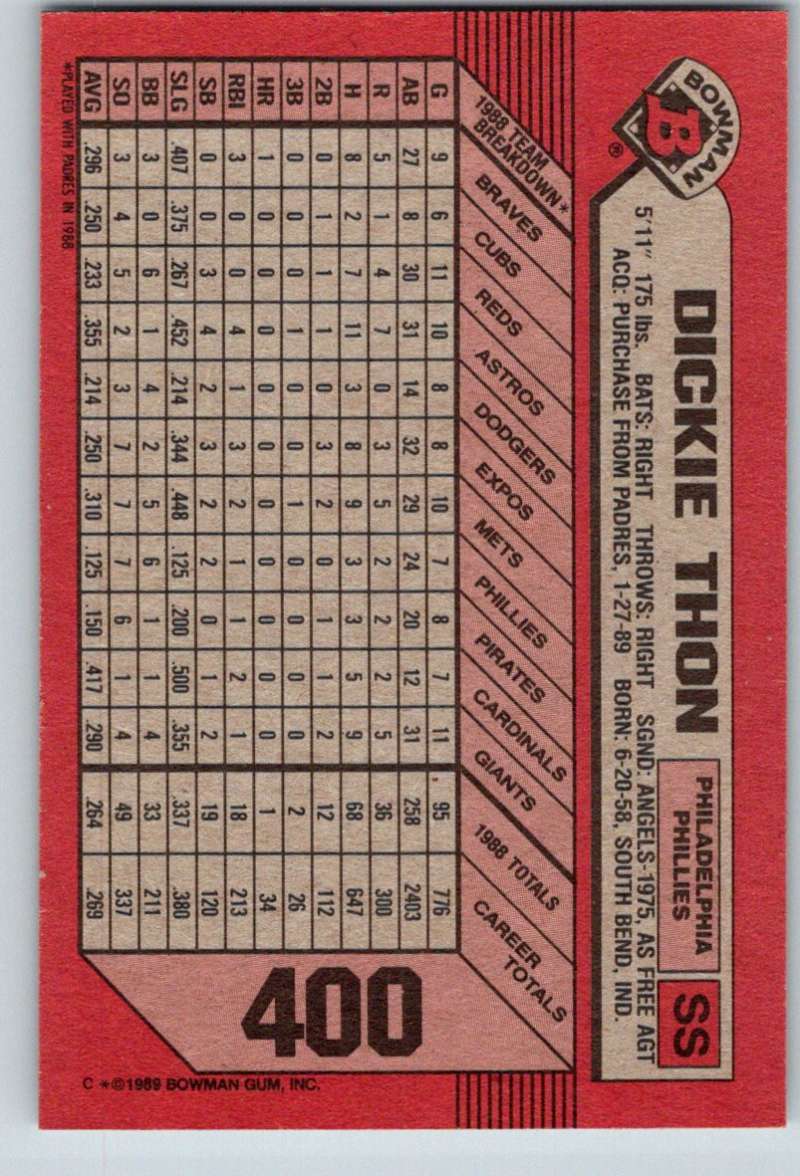 BOWMAN
B
®
DICKIE THON
PHILADELPHIA
PHILLIES
SS
5'11" 175 lbs. BATS: RIGHT THROWS: RIGHT SGND: ANGELS-1975, AS FREE AGT
ACQ: PURCHASE FROM PADRES, 1-27-89 BORN: 6-20-58, SOUTH BEND, IND.
1988 TEAM
BREAKDOWN*
BRAVES
CUBS
REDS
ASTROS
DODGERS
EXPOS
METS
PHILLIES
PIRATES
CARDINALS
GIANTS
1988 TOTALS
CAREER
TOTALS
G 9 6 11 10 8 8 10 7 8 7 11 95 776
AB 27 8 30 31 14 32 29 24 20 12 31 258 2403
R 5 1 4 7 0 3 5 2 2 2 5 36 300
H 8 2 7 11 3 8 9 3 3 5 9 68 647
2B 0 1 1 1 0 3 2 0 1 1 2 12 112
3B 0 0 0 1 0 0 1 0 0 0 0 2 26
HR 1 0 0 0 0 0 0 0 0 0 0 1 34
RBI 3 0 0 4 1 3 2 1 1 2 1 18 213
SB 0 0 3 4 2 3 2 2 0 1 2 19 120
SLG .407 .375 .267 .452 .214 .344 .448 .125 .200 .500 .355 .337 .380
BB 3 0 6 1 4 2 5 6 1 1 4 33 211
SO 3 4 5 2 3 7 7 7 6 1 4 49 337
AVG .296 .250 .233 .355 .214 .250 .310 .125 .150 .417 .290 .264 .269
*PLAYED WITH PADRES IN 1988
400
C *©1989 BOWMAN GUM, INC.